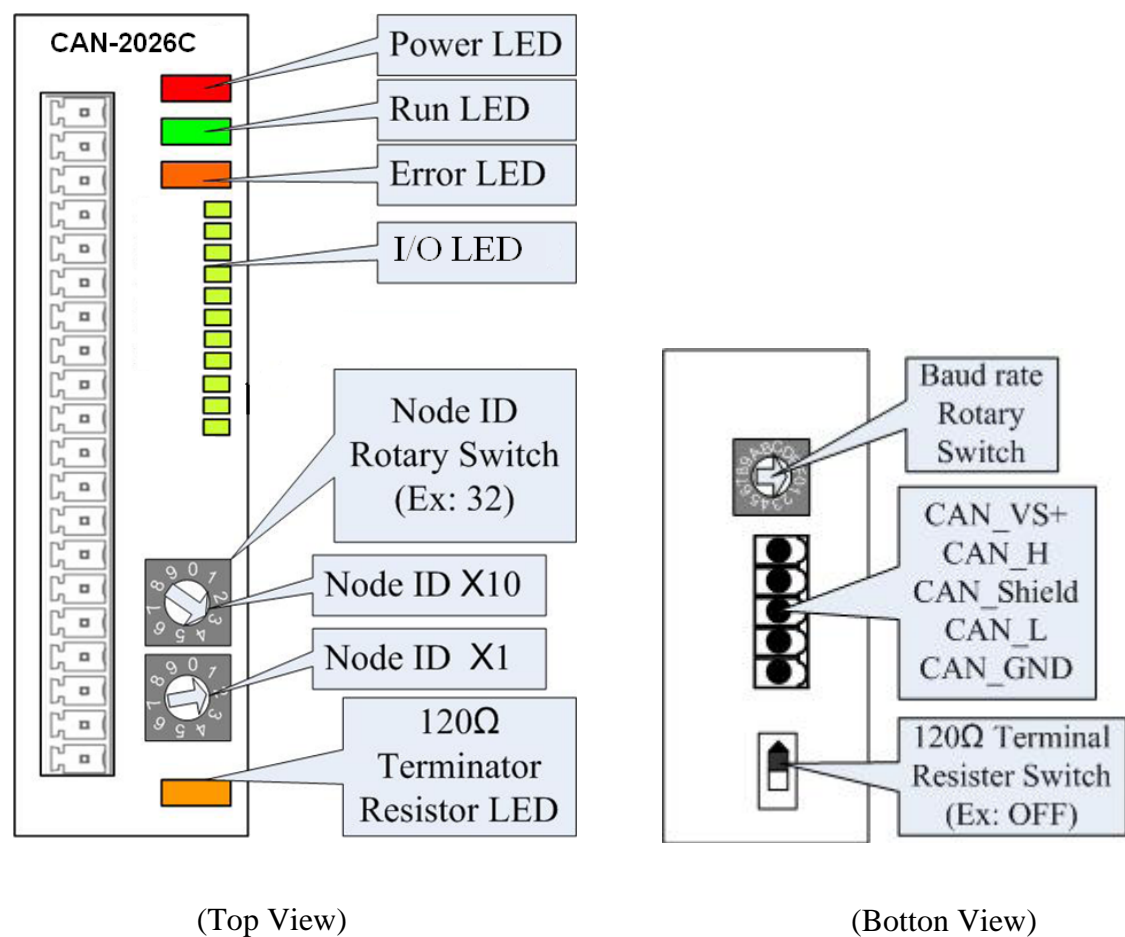 CAN-2026C
Power LED
Run LED
Error LED
I/O LED
Node ID
Rotary Switch
(Ex: 32)
Node ID X10
Node ID X1
120Ω
Terminator
Resistor LED
(Top View)
Baud rate
Rotary
Switch
CAN_VS+
CAN_H
CAN_Shield
CAN_L
CAN_GND
120Ω Terminal
Resister Switch
(Ex: OFF)
(Botton View)